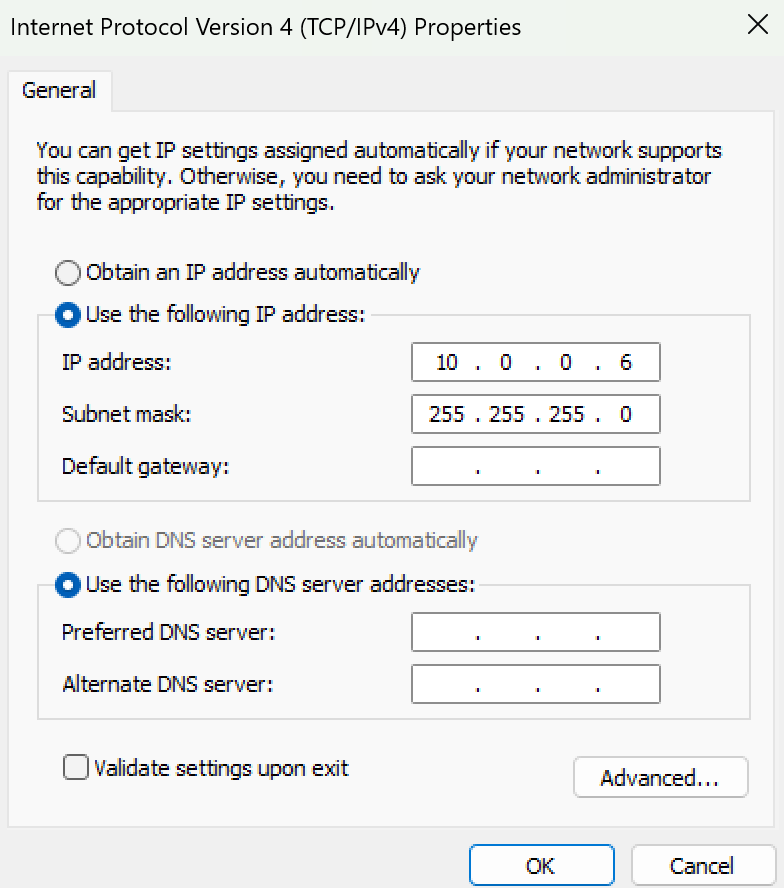 Internet Protocol Version 4 (TCP/IPv4) Properties
General
You can get IP settings assigned automatically if your network supports
this capability. Otherwise, you need to ask your network administrator
for the appropriate IP settings.
Obtain an IP address automatically
Use the following IP address:
IP address: 10 . 0 . 0 . 6
Subnet mask: 255 . 255 . 255 . 0
Default gateway: . . .
Obtain DNS server address automatically
Use the following DNS server addresses:
Preferred DNS server: . . .
Alternate DNS server: . . .
Validate settings upon exit
Advanced...
OK Cancel